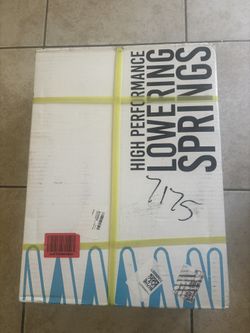 HIGH PERFORMANCE
LOWERING
SPRINGS
7175